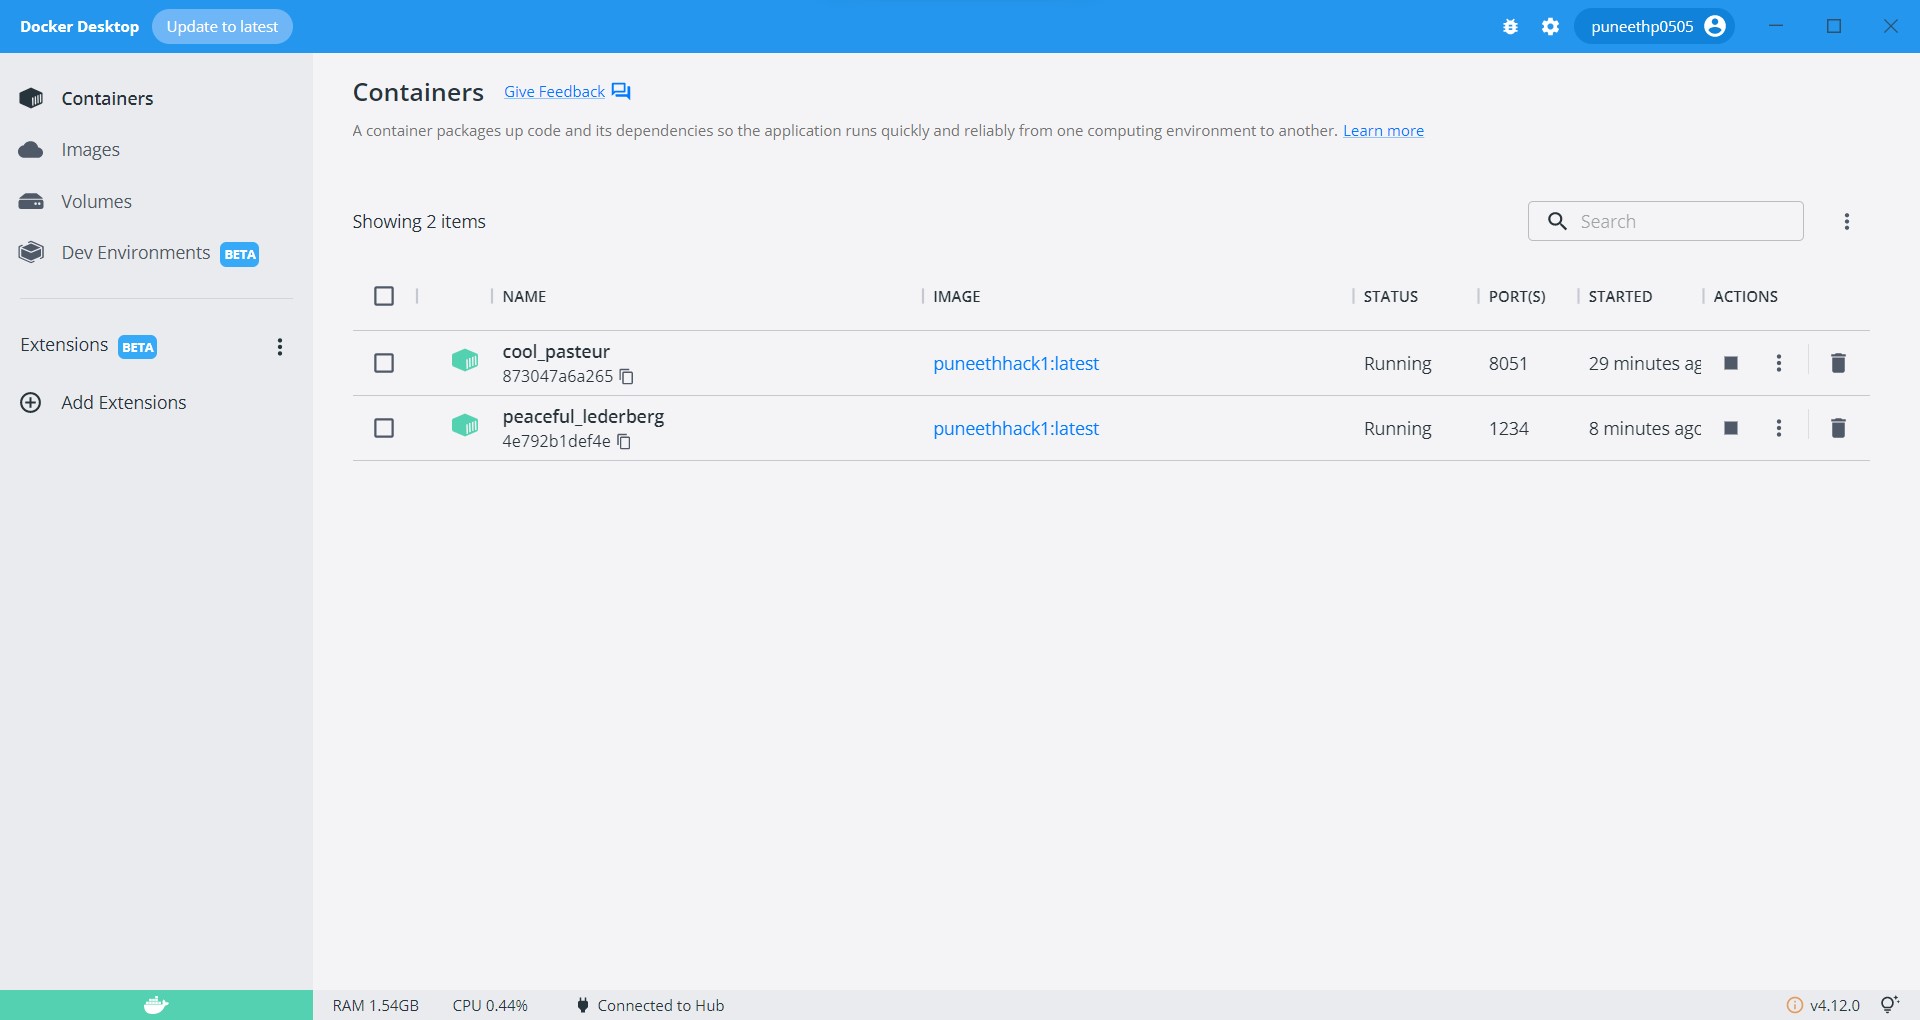 Docker Desktop Update to latest puneethp0505
Containers
Images
Volumes
Dev Environments BETA
Extensions BETA
Add Extensions
Containers Give Feedback
A container packages up code and its dependencies so the application runs quickly and reliably from one computing environment to another. Learn more
Showing 2 items Search
NAME IMAGE STATUS PORT(S) STARTED ACTIONS
cool_pasteur
873047a6a265 puneethhack1:latest Running 8051 29 minutes ag
peaceful_lederberg
4e792b1def4e puneethhack1:latest Running 1234 8 minutes ago
RAM 1.54GB CPU 0.44% Connected to Hub v4.12.0